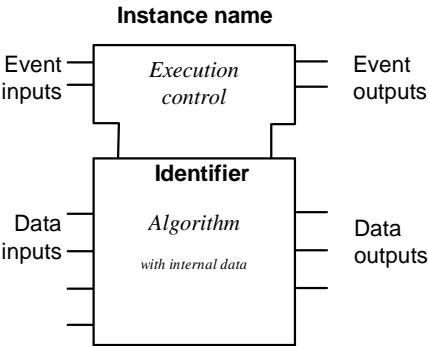 Instance name
Event
inputs
Execution
control
Event
outputs
Identifier
Data
inputs
Algorithm
with internal data
Data
outputs